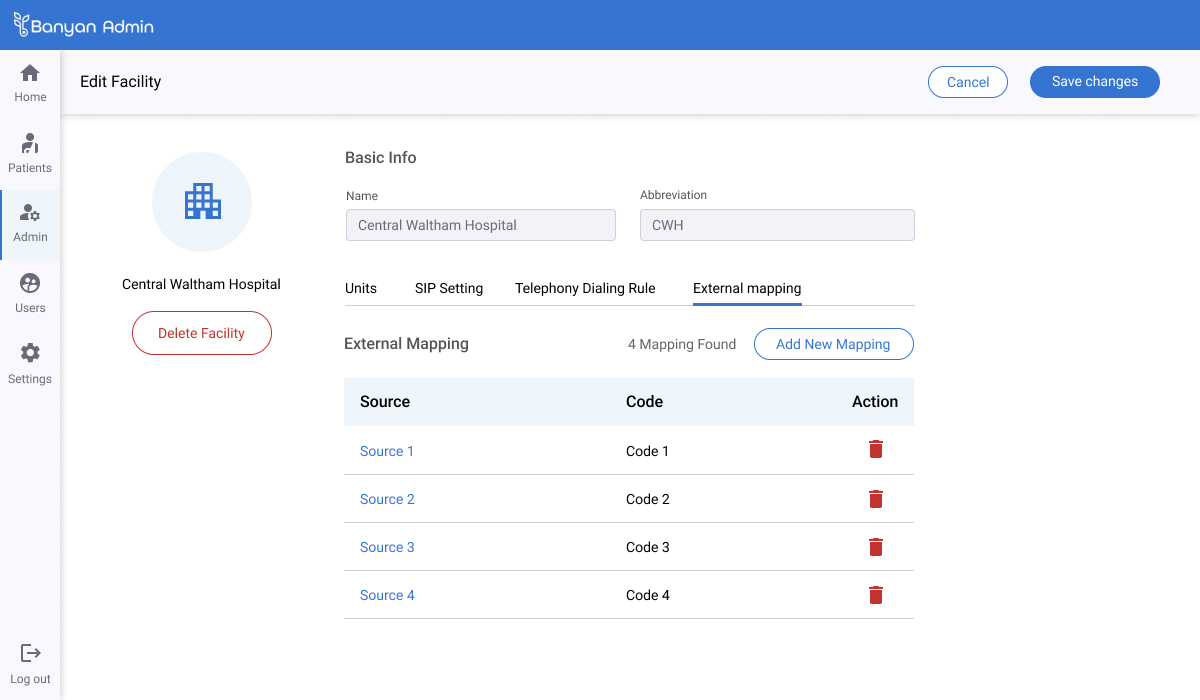 Banyan Admin
Home
Patients
Admin
Users
Settings
Log out
Edit Facility
Cancel
Save changes
Central Waltham Hospital
Delete Facility
Basic Info
Name
Abbreviation
Central Waltham Hospital
CWH
Units SIP Setting Telephony Dialing Rule External mapping
External Mapping
4 Mapping Found
Add New Mapping
Source Code Action
Source 1 Code 1
Source 2 Code 2
Source 3 Code 3
Source 4 Code 4